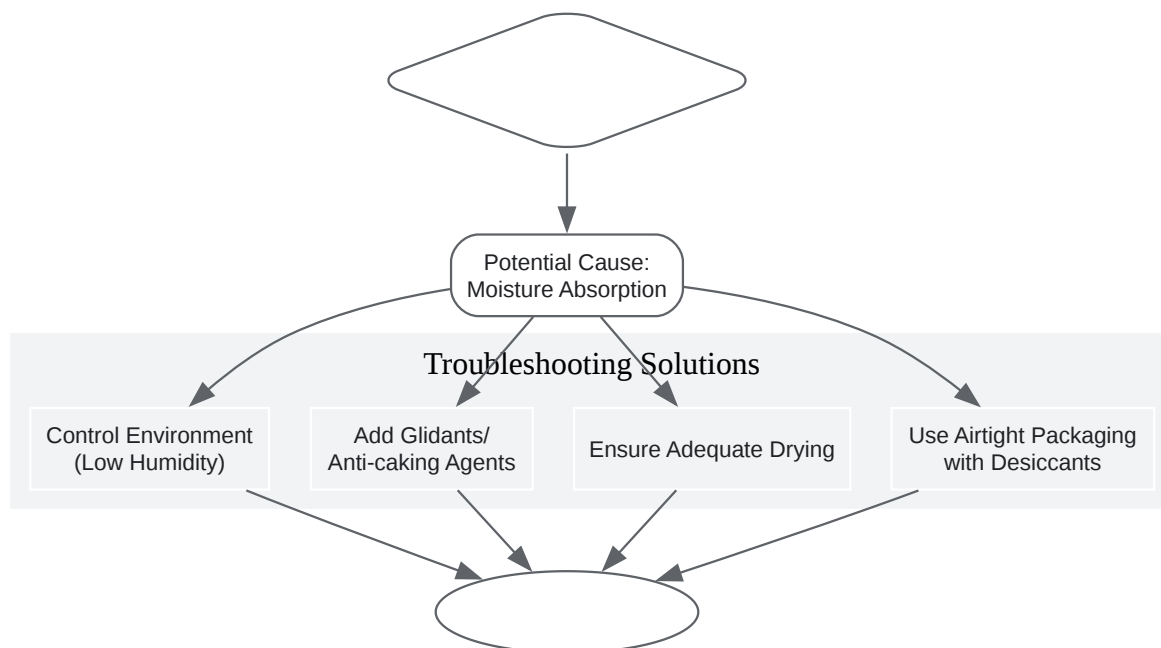 Potential Cause:
Moisture Absorption
Troubleshooting Solutions
Control Environment
(Low Humidity)
Add Glidants/
Anti-caking Agents
Ensure Adequate Drying
Use Airtight Packaging
with Desiccants